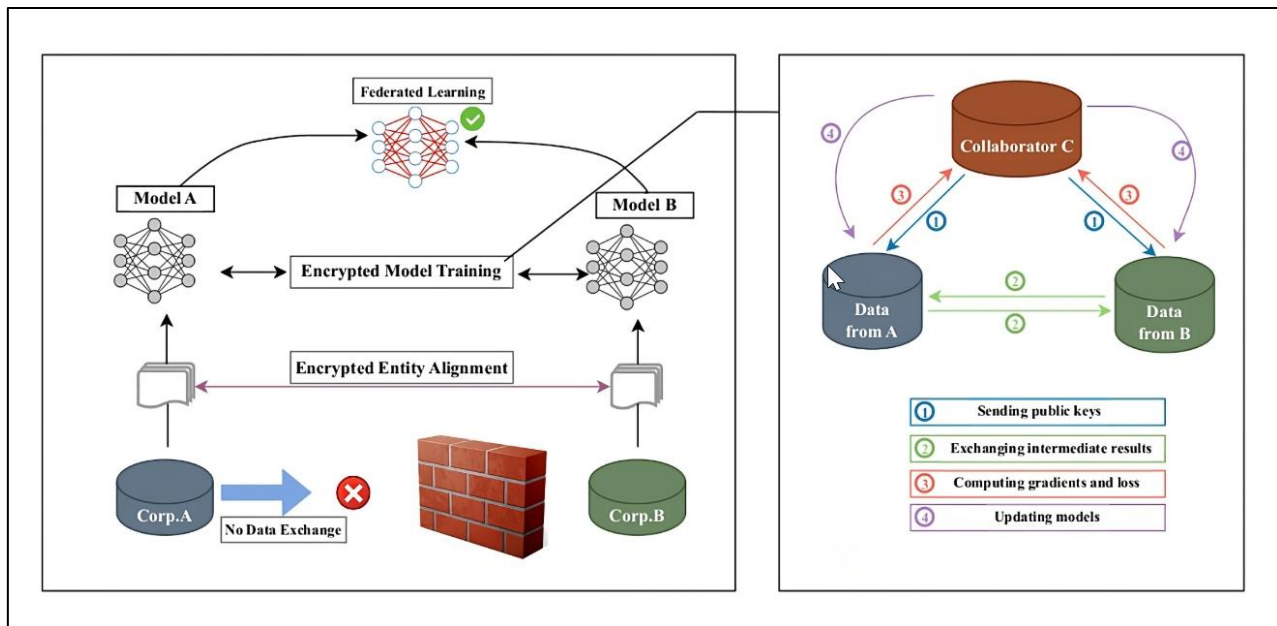 Federated Learning
Model A
Model B
Encrypted Model Training
Encrypted Entity Alignment
Corp.A
No Data Exchange
Corp.B
Collaborator C
4
4
3
1
3
1
Data
from A
2
2
Data
from B
1 Sending public keys
2 Exchanging intermediate results
3 Computing gradients and loss
4 Updating models